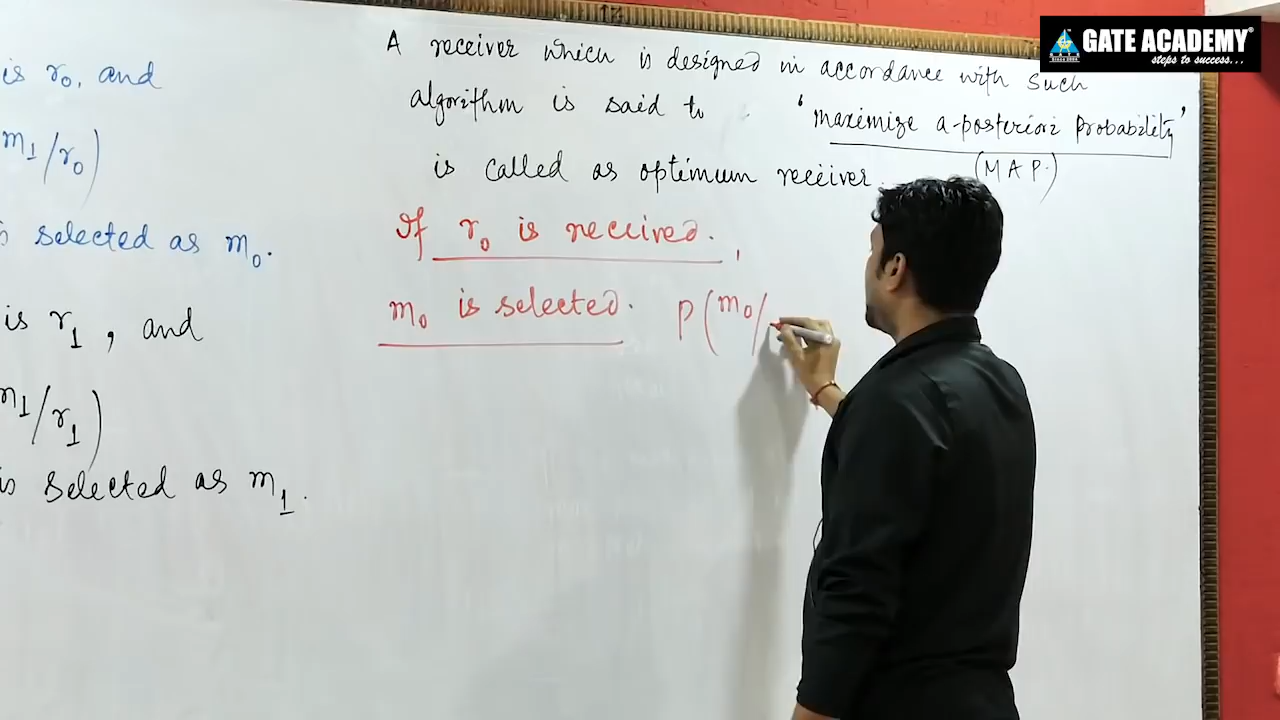 is r0, and
m1/r0)
selected as m0.
is r1, and
m1/r1)
is selected as m1.
A receiver which is designed in accordance with such
algorithm is said to 'maximize a-posteriori probability'
is called as optimum receiver. (MAP.)
If r0 is received.,
m0 is selected. P(m0/
GATE ACADEMY®
steps to success...